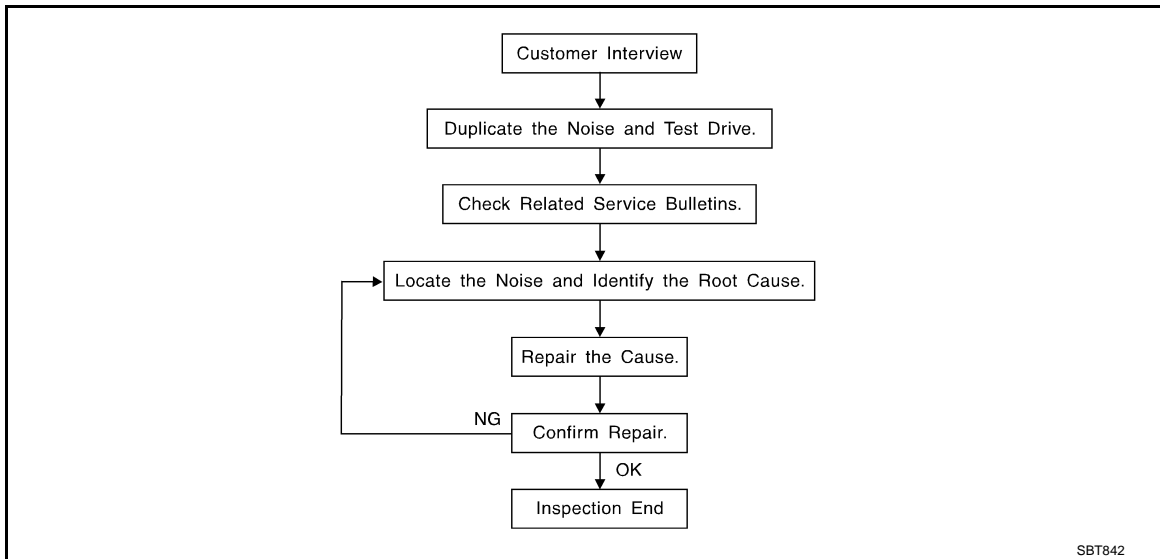 Customer Interview
Duplicate the Noise and Test Drive.
Check Related Service Bulletins.
Locate the Noise and Identify the Root Cause.
Repair the Cause.
NG
Confirm Repair.
OK
Inspection End
SBT842